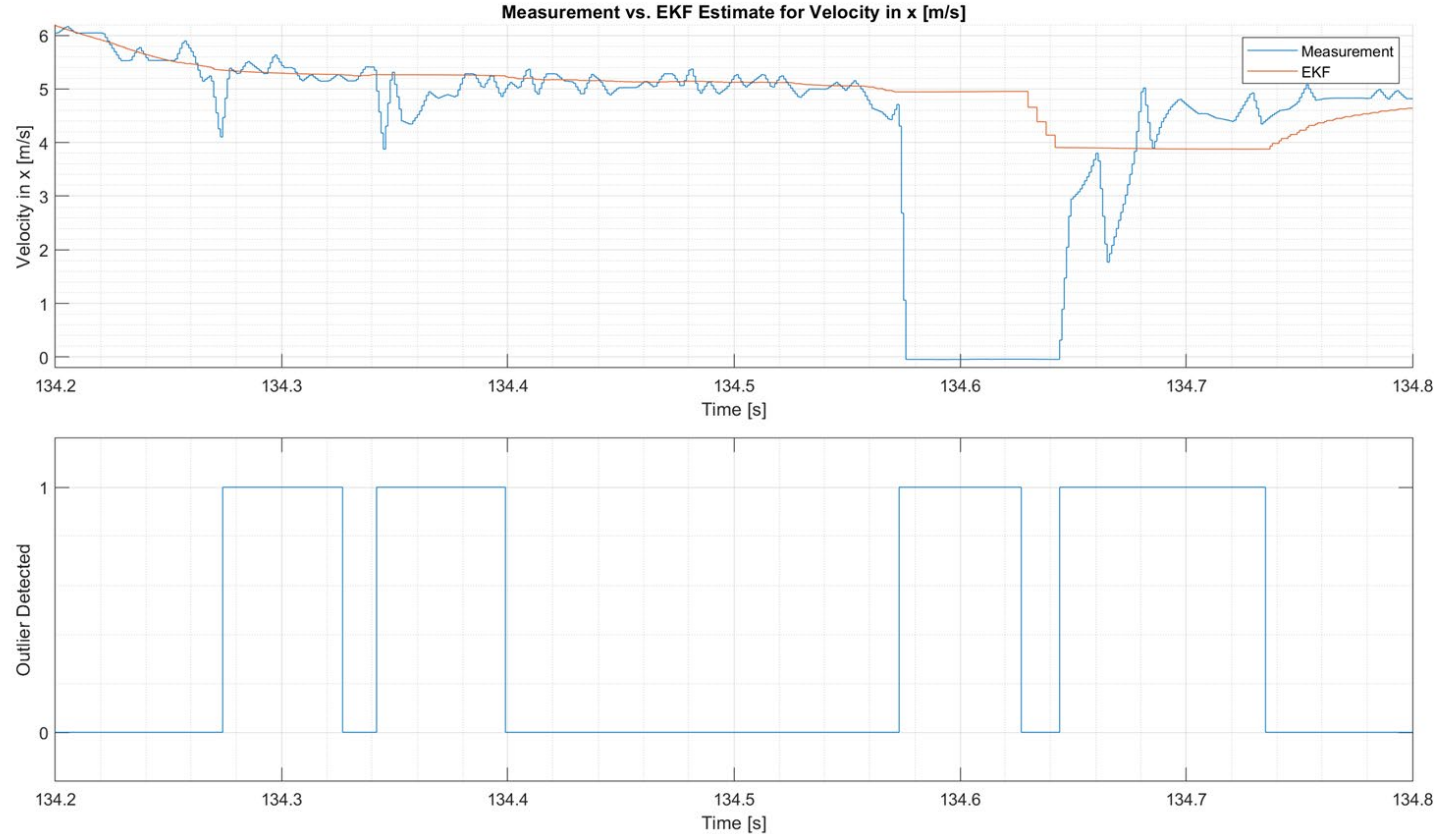 Measurement vs. EKF Estimate for Velocity in x [m/s]
Velocity in x [m/s]
6
5
4
3
2
1
0
Measurement
EKF
134.2 134.3 134.4 134.5 134.6 134.7 134.8
Time [s]
Outlier Detected
1
0
134.2 134.3 134.4 134.5 134.6 134.7 134.8
Time [s]